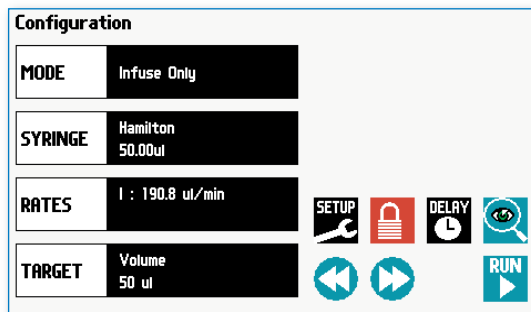 Configuration
MODE
Infuse Only
SYRINGE
Hamilton
50.00ul
RATES
I : 190.8 ul/min
SETUP
DELAY
TARGET
Volume
50 ul
RUN